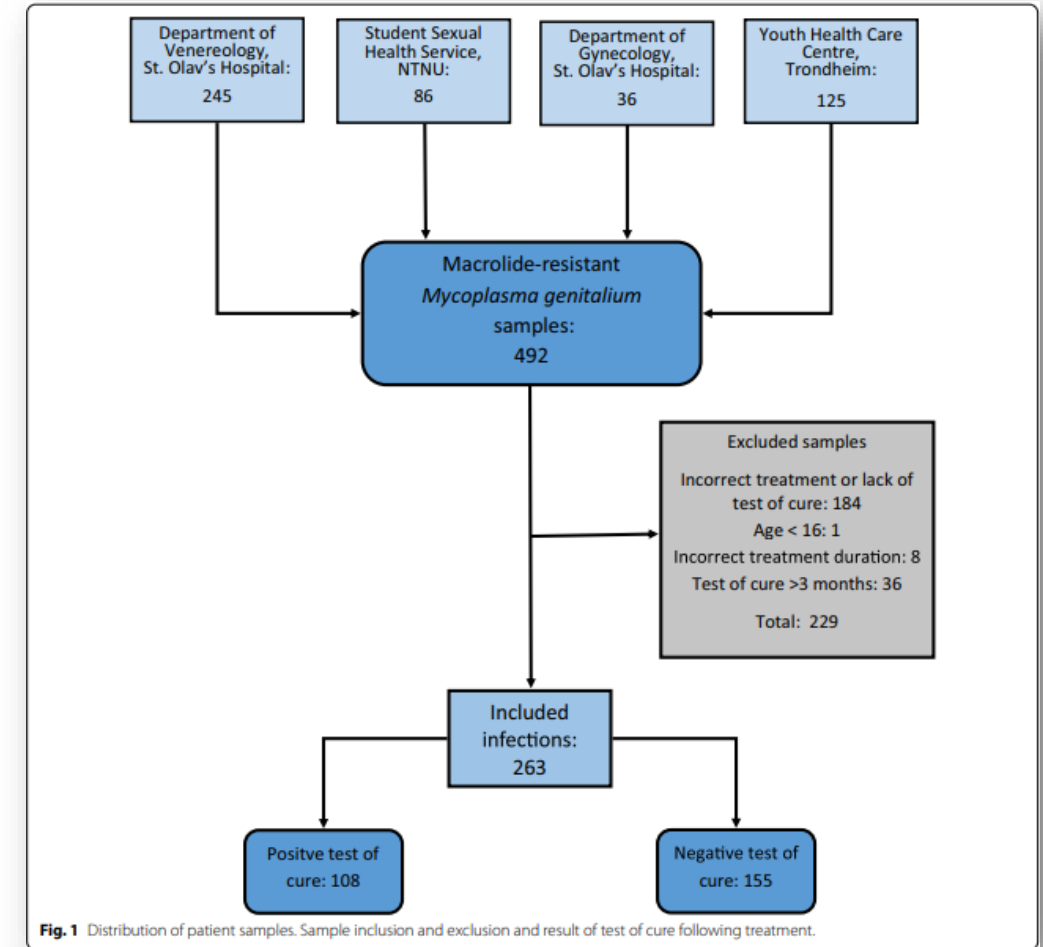 Department of
Venereology,
St. Olav's Hospital:
245
Student Sexual
Health Service,
NTNU:
86
Department of
Gynecology,
St. Olav's Hospital:
36
Youth Health Care
Centre,
Trondheim:
125
Macrolide-resistant
Mycoplasma genitalium
samples:
492
Excluded samples
Incorrect treatment or lack of
test of cure: 184
Age < 16: 1
Incorrect treatment duration: 8
Test of cure >3 months: 36
Total: 229
Included
infections:
263
Positve test of
cure: 108
Negative test of
cure: 155
Fig. 1 Distribution of patient samples. Sample inclusion and exclusion and result of test of cure following treatment.